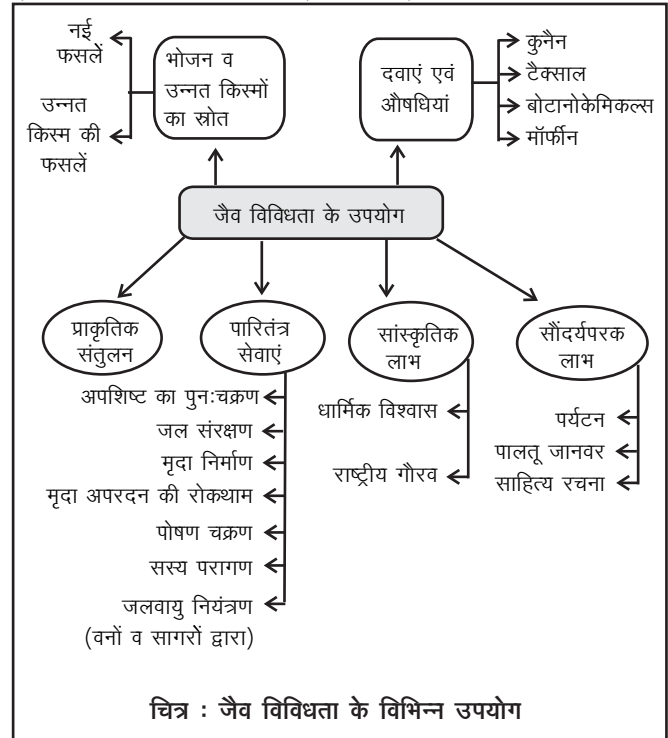 नई
फसलें
उन्नत
किस्म की
फसलें
भोजन व
उन्नत किस्मों
का स्रोत
दवाएं एवं
औषधियां
कुनैन
टैक्साल
बोटानोकेमिकल्स
मॉर्फीन
जैव विविधता के उपयोग
प्राकृतिक
संतुलन
पारितंत्र
सेवाएं
सांस्कृतिक
लाभ
सौंदर्यपरक
लाभ
अपशिष्ट का पुनःचक्रण
जल संरक्षण
मृदा निर्माण
मृदा अपरदन की रोकथाम
पोषण चक्रण
सस्य परागण
जलवायु नियंत्रण
(वनों व सागरों द्वारा)
धार्मिक विश्वास
राष्ट्रीय गौरव
पर्यटन
पालतू जानवर
साहित्य रचना
चित्र : जैव विविधता के विभिन्न उपयोग